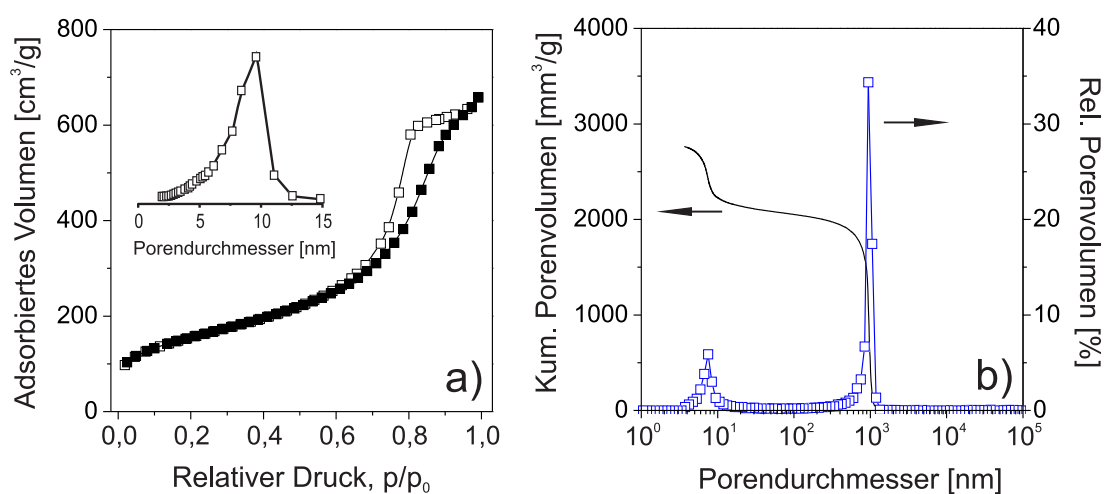 Adsorbiertes Volumen [cm³/g]
800
600
400
200
0
0 5 10 15
Porendurchmesser [nm]
a)
0,0 0,2 0,4 0,6 0,8 1,0
Relativer Druck, p/p₀
Kum. Porenvolumen [mm³/g]
4000
3000
2000
1000
0
40
30
20
10
0
Rel. Porenvolumen [%]
b)
10⁰ 10¹ 10² 10³ 10⁴ 10⁵
Porendurchmesser [nm]